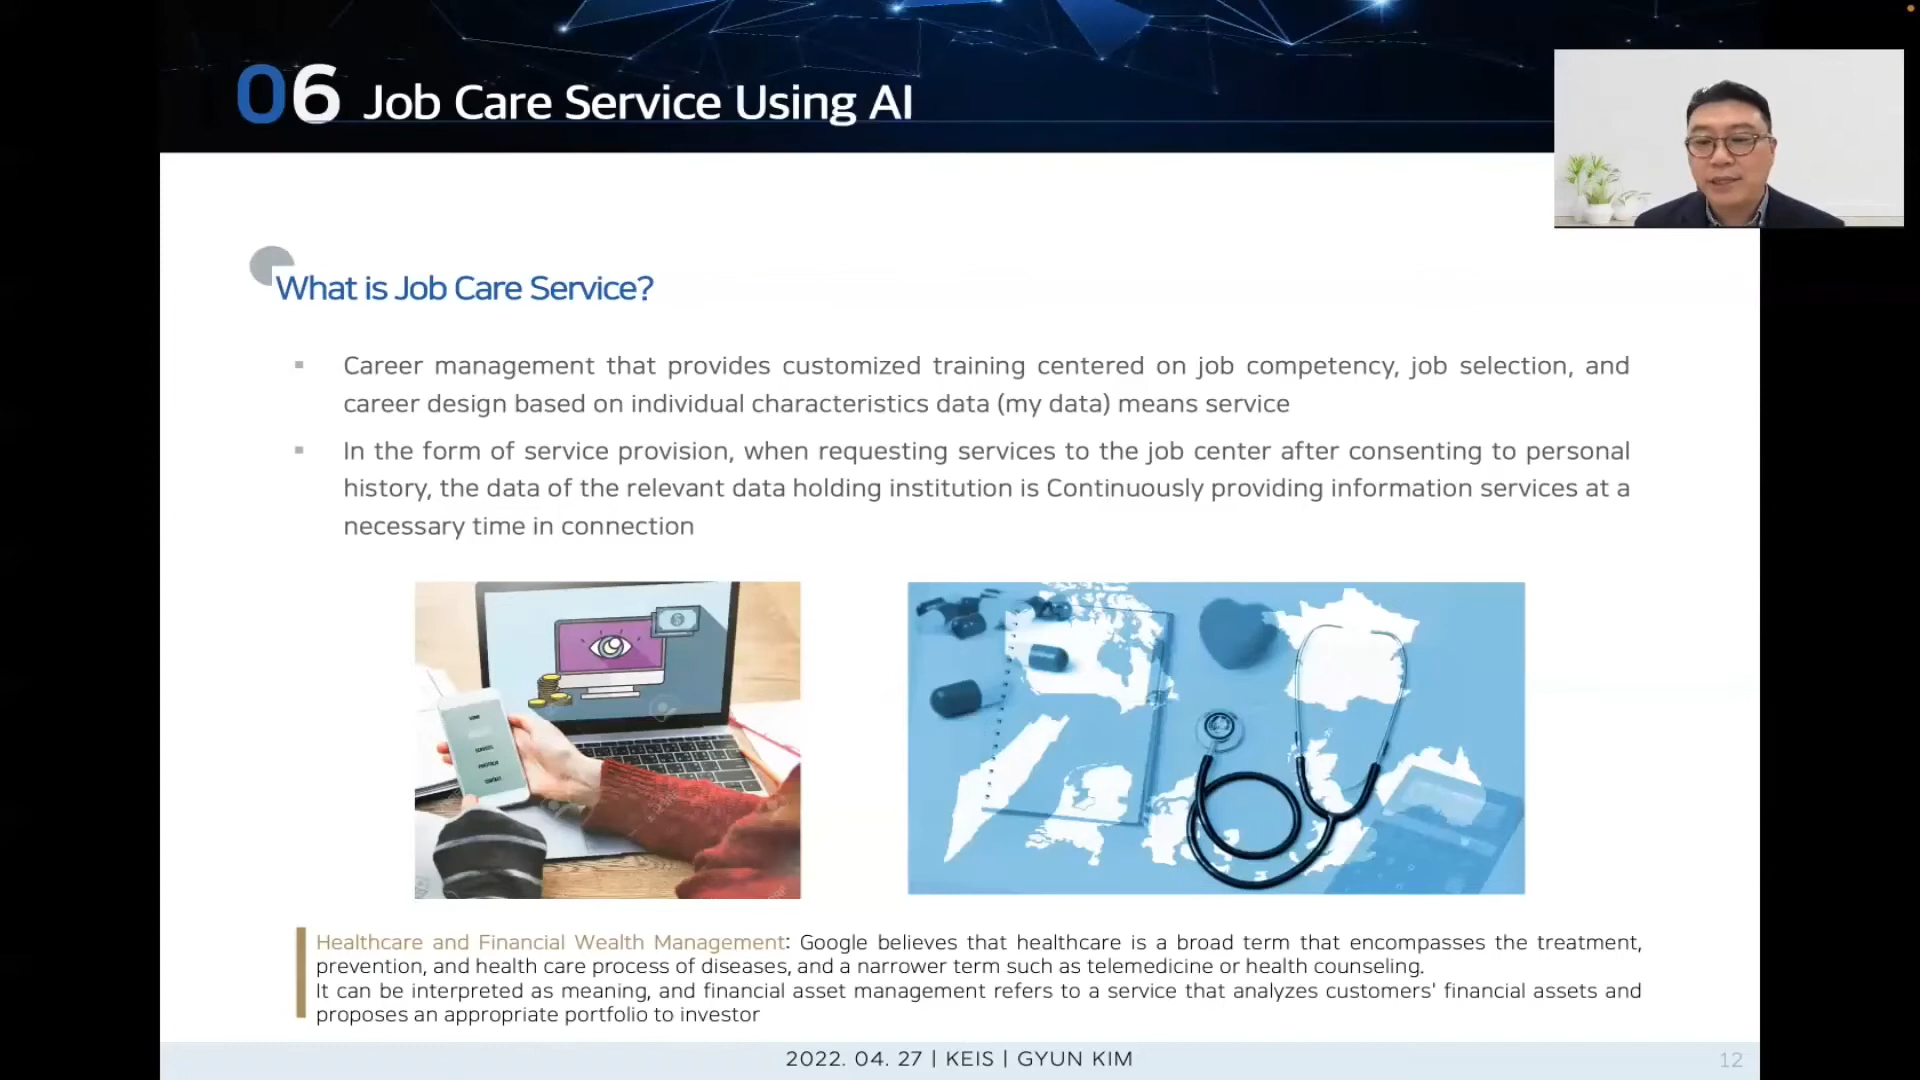 06 Job Care Service Using AI
What is Job Care Service?
Career management that provides customized training centered on job competency, job selection, and
career design based on individual characteristics data (my data) means service
In the form of service provision, when requesting services to the job center after consenting to personal
history, the data of the relevant data holding institution is Continuously providing information services at a
necessary time in connection
Healthcare and Financial Wealth Management: Google believes that healthcare is a broad term that encompasses the treatment,
prevention, and health care process of diseases, and a narrower term such as telemedicine or health counseling.
It can be interpreted as meaning, and financial asset management refers to a service that analyzes customers' financial assets and
proposes an appropriate portfolio to investor
2022. 04. 27 | KEIS | GYUN KIM
12